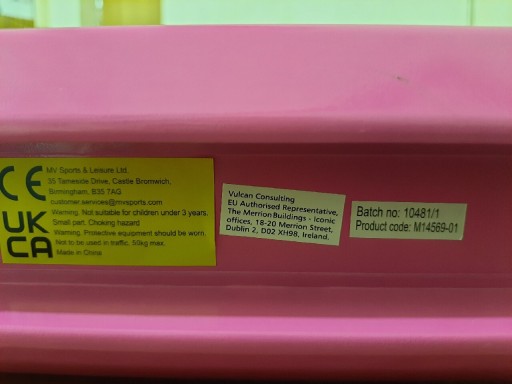 CE
UK
CA
MV Sports & Leisure Ltd.
35 Tameside Drive, Castle Bromwich,
Birmingham, B35 7AG
customer.services@mvsports.com
Warning. Not suitable for children under 3 years.
Small part. Choking hazard
Warning. Protective equipment should be worn.
Not to be used in traffic. 50kg max.
Made in China
Vulcan Consulting
EU Authorised Representative,
The Merrion Buildings - Iconic
offices, 18-20 Merrion Street,
Dublin 2, D02 XH98, Ireland.
Batch no: 10481/1
Product code: M14569-01